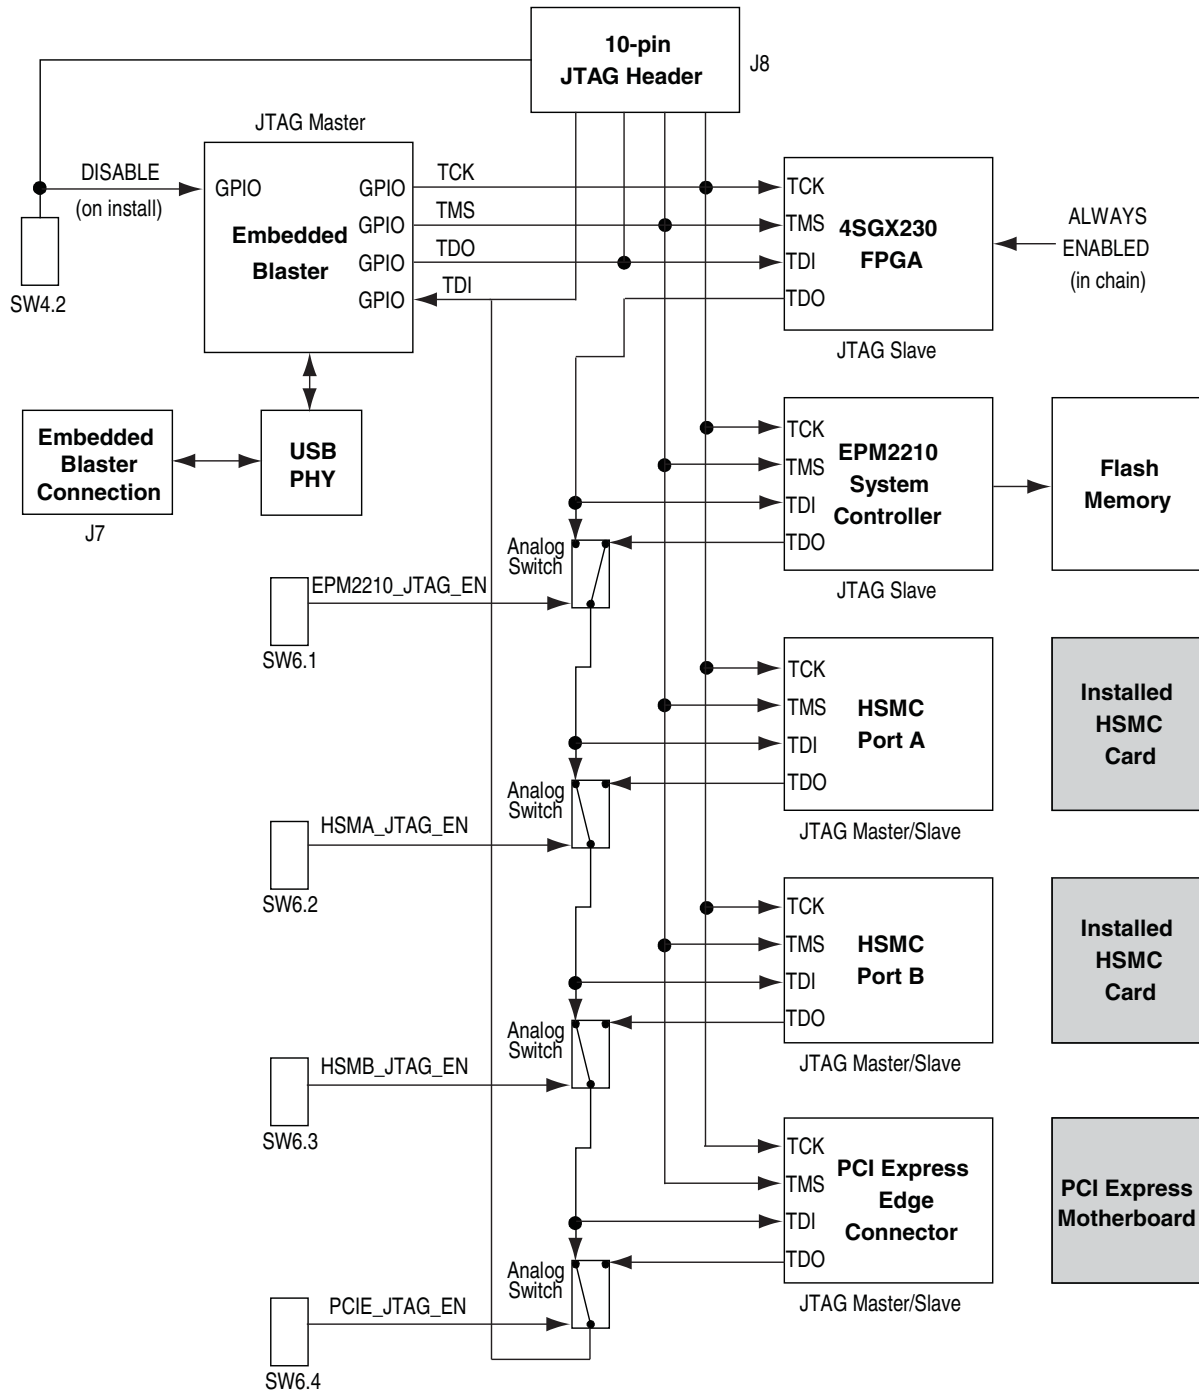 10-pin
JTAG Header
J8
JTAG Master
DISABLE
(on install)
SW4.2
GPIO
GPIO
GPIO
GPIO
GPIO
Embedded
Blaster
TCK
TMS
TDO
TDI
TCK
TMS
TDI
TDO
4SGX230
FPGA
JTAG Slave
ALWAYS
ENABLED
(in chain)
Embedded
Blaster
Connection
J7
USB
PHY
TCK
TMS
TDI
TDO
EPM2210
System
Controller
JTAG Slave
Flash
Memory
Analog
Switch
EPM2210_JTAG_EN
SW6.1
TCK
TMS
TDI
TDO
HSMC
Port A
JTAG Master/Slave
Installed
HSMC
Card
Analog
Switch
HSMA_JTAG_EN
SW6.2
TCK
TMS
TDI
TDO
HSMC
Port B
JTAG Master/Slave
Installed
HSMC
Card
Analog
Switch
HSMB_JTAG_EN
SW6.3
TCK
TMS
TDI
TDO
PCI Express
Edge
Connector
JTAG Master/Slave
PCI Express
Motherboard
Analog
Switch
PCIE_JTAG_EN
SW6.4